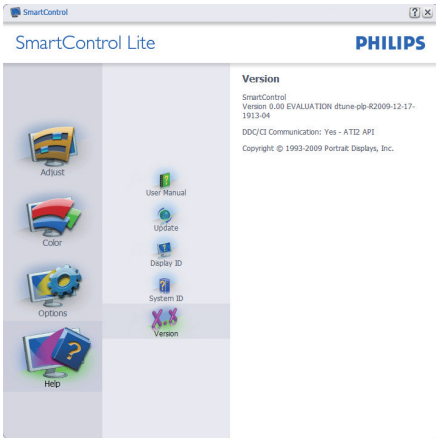 SmartControl
SmartControl Lite
PHILIPS
Adjust
Color
Options
Help
User Manual
Update
Display ID
System ID
X.X
Version
Version
SmartControl
Version 0.00 EVALUATION dtune-plp-R2009-12-17-
1913-04
DDC/CI Communication: Yes - ATI2 API
Copyright © 1993-2009 Portrait Displays, Inc.